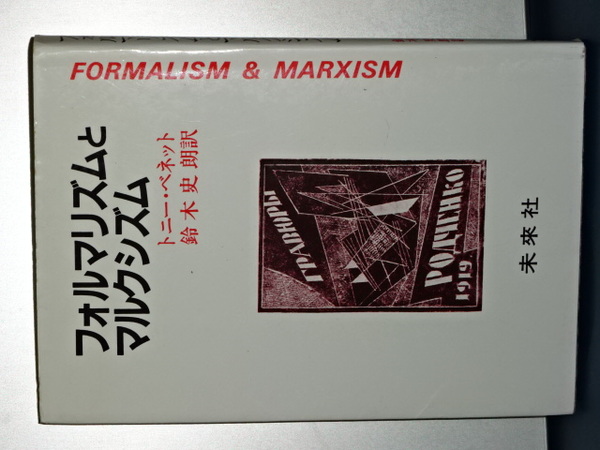 FORMALISM & MARXISM
フォルマリズムと
マルクシズム
トニー・ベネット
鈴木史朗訳
ГРАВЮРЫ
РОДЧЕНКО
1919
未來社